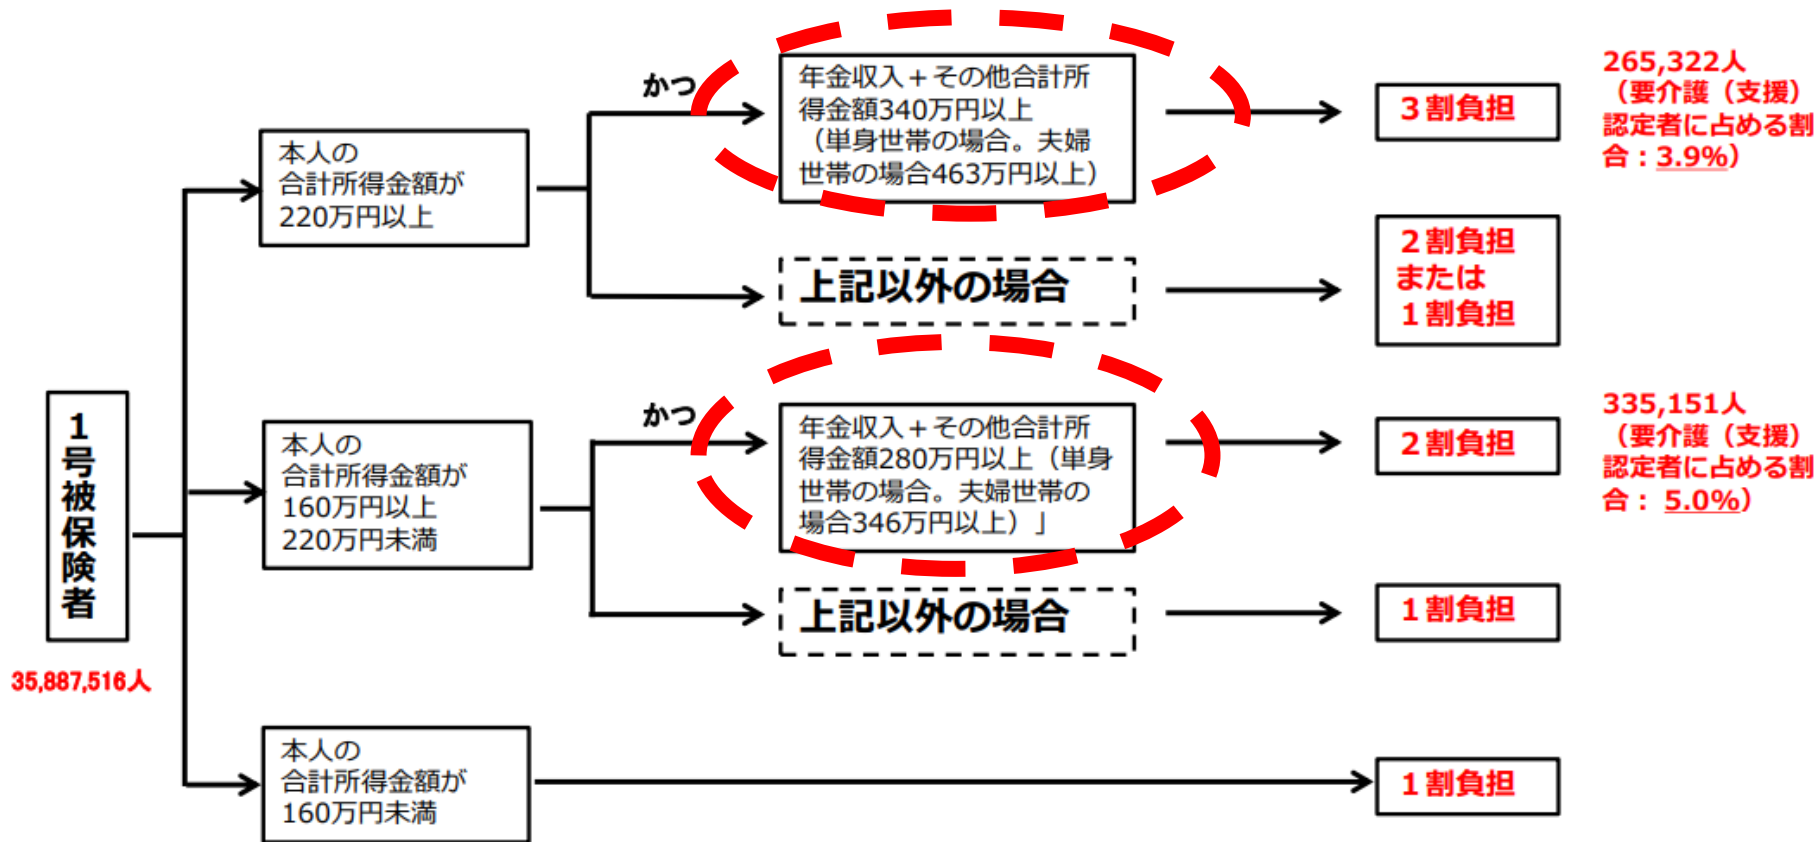 1号被保険者
35,887,516人
本人の
合計所得金額が
220万円以上
かつ
年金収入＋その他合計所
得金額340万円以上
（単身世帯の場合。夫婦
世帯の場合463万円以上）
3割負担
265,322人
（要介護（支援）
認定者に占める割
合：3.9%）
上記以外の場合
2割負担
または
1割負担
本人の
合計所得金額が
160万円以上
220万円未満
かつ
年金収入＋その他合計所
得金額280万円以上（単身
世帯の場合。夫婦世帯の
場合346万円以上）」
2割負担
335,151人
（要介護（支援）
認定者に占める割
合： 5.0%）
上記以外の場合
1割負担
本人の
合計所得金額が
160万円未満
1割負担